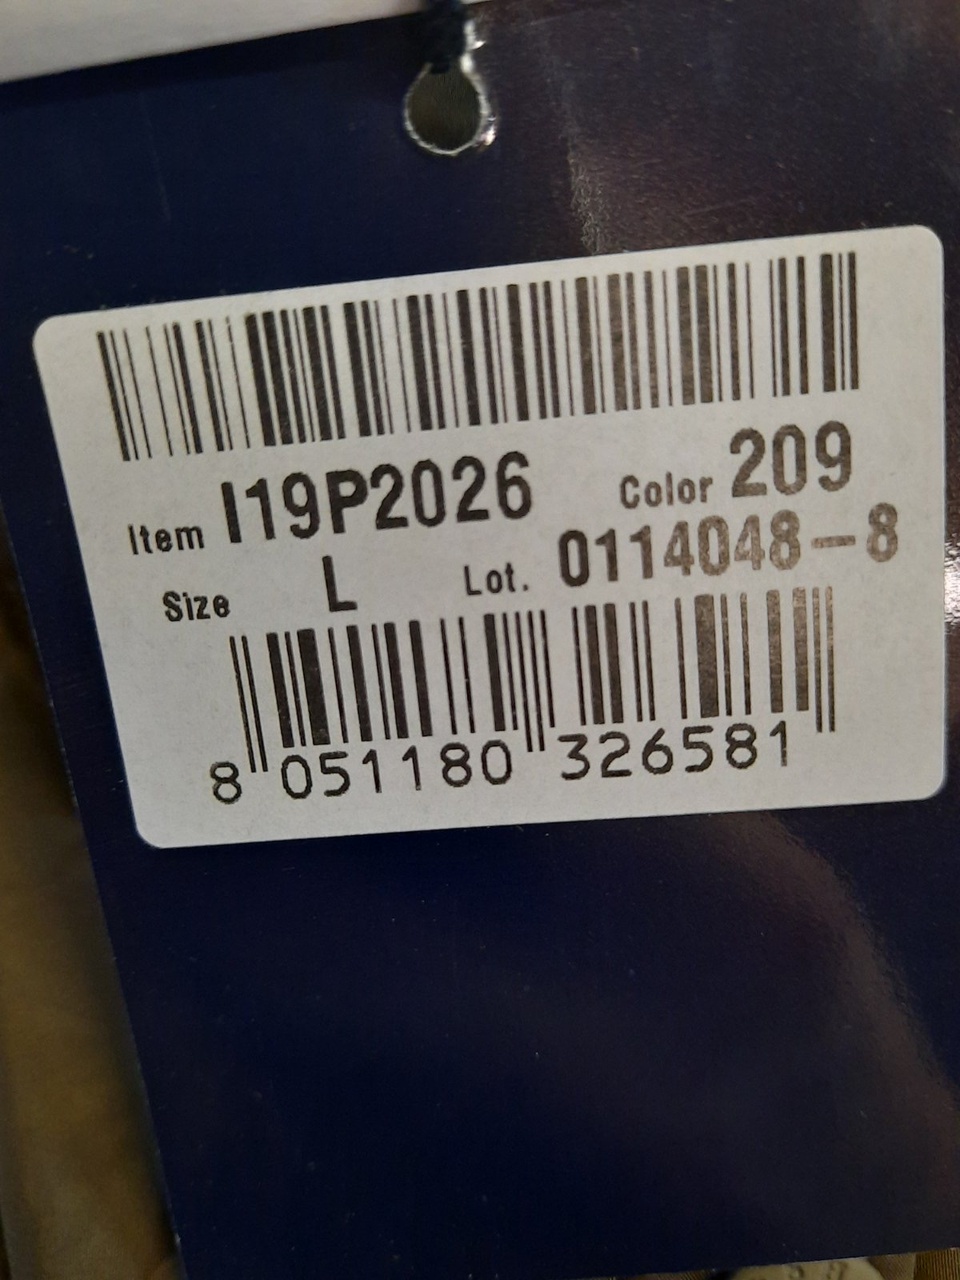 Item I19P2026 Color 209
Size L Lot. 0114048-8
8 051180 326581